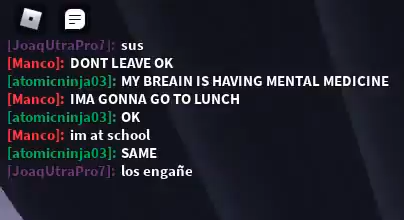 [JoaqUtraPro7]: sus
[Manco]: DONT LEAVE OK
[atomicninja03]: MY BREAIN IS HAVING MENTAL MEDICINE
[Manco]: IMA GONNA GO TO LUNCH
[atomicninja03]: OK
[Manco]: im at school
[atomicninja03]: SAME
[JoaqUtraPro7]: los engañe